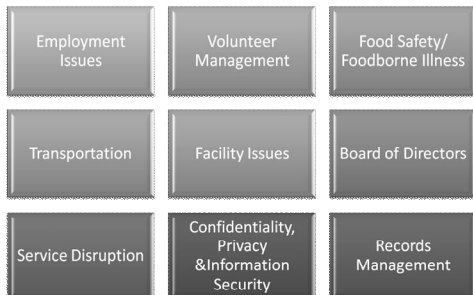 Employment
Issues
Volunteer
Management
Food Safety/
Foodborne Illness
Transportation
Facility Issues
Board of Directors
Service Disruption
Confidentiality,
Privacy
&Information
Security
Records
Management